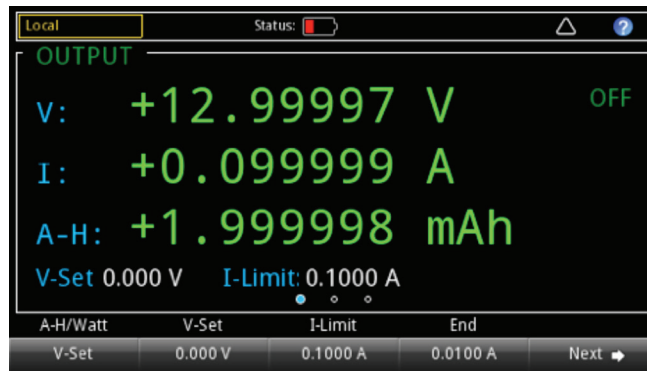 Local Status: ?
OUTPUT
V: +12.99997 V OFF
I: +0.099999 A
A-H: +1.999998 mAh
V-Set 0.000 V I-Limit: 0.1000 A
A-H/Watt V-Set I-Limit End
V-Set 0.000 V 0.1000 A 0.0100 A Next